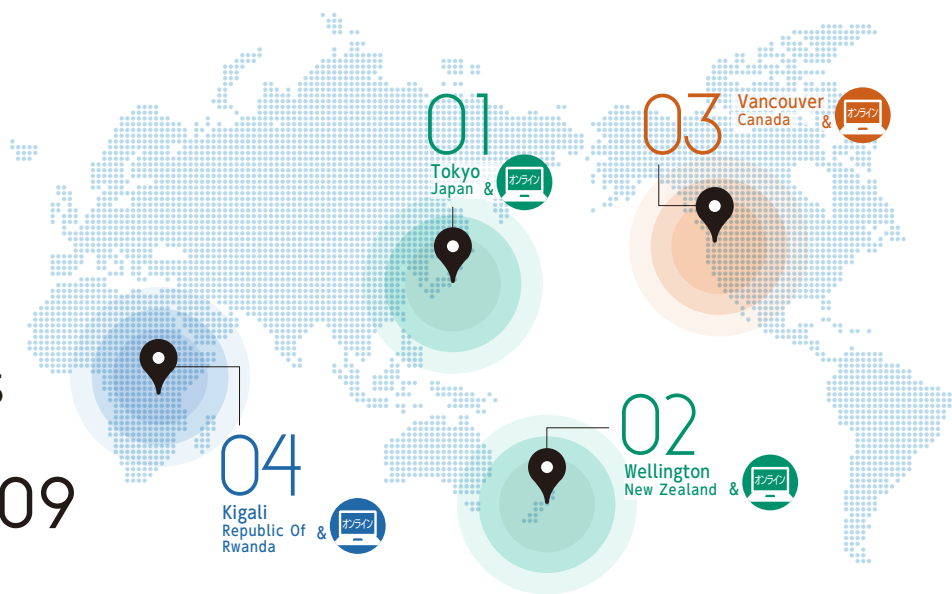 01
Tokyo
Japan &
オンライン
03
Vancouver
Canada &
オンライン
02
Wellington
New Zealand &
オンライン
04
Kigali
Republic Of &
Rwanda
オンライン
09